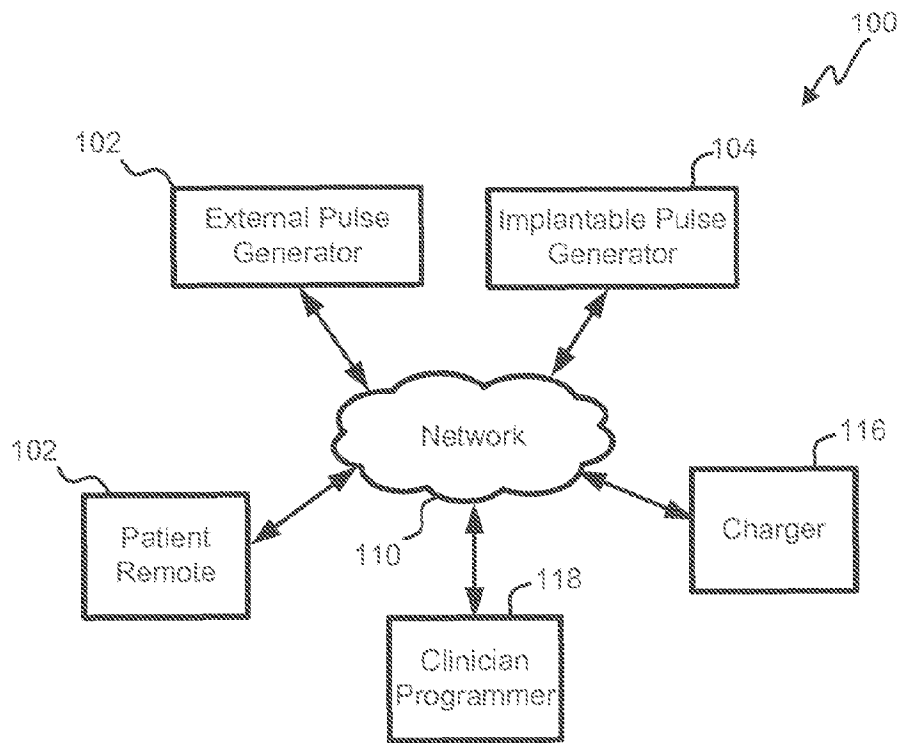 100
102
104
External Pulse
Generator
Implantable Pulse
Generator
Network
102
116
Patient
Remote
110
Charger
118
Clinician
Programmer